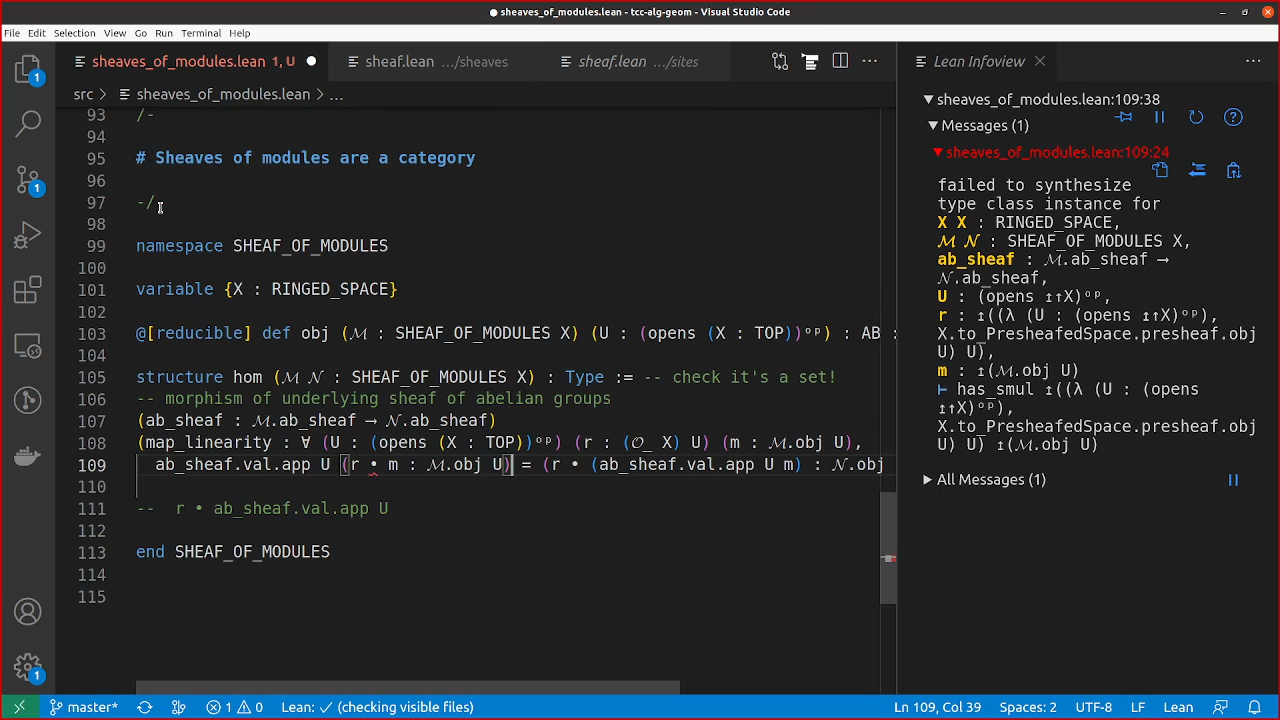 sheaves_of_modules.lean - tcc-alg-geom - Visual Studio Code
File Edit Selection View Go Run Terminal Help
sheaves_of_modules.lean 1, U
sheaf.lean .../sheaves
sheaf.lean .../sites
Lean Infoview
src > sheaves_of_modules.lean > ...
93 /-
94
95 # Sheaves of modules are a category
96
97 -/
98
99 namespace SHEAF_OF_MODULES
100
101 variable {X : RINGED_SPACE}
102
103 @[reducible] def obj (ℳ : SHEAF_OF_MODULES X) (U : (opens (X : TOP))ᵒᵖ) : AB :
104
105 structure hom (ℳ 𝒩 : SHEAF_OF_MODULES X) : Type := -- check it's a set!
106 -- morphism of underlying sheaf of abelian groups
107 (ab_sheaf : ℳ.ab_sheaf ⟶ 𝒩.ab_sheaf)
108 (map_linearity : ∀ (U : (opens (X : TOP))ᵒᵖ) (r : (𝒪_ X) U) (m : ℳ.obj U),
109 ab_sheaf.val.app U (r • m : ℳ.obj U) = (r • (ab_sheaf.val.app U m) : 𝒩.obj
110
111 --  r • ab_sheaf.val.app U
112
113 end SHEAF_OF_MODULES
114
115
sheaves_of_modules.lean:109:38
Messages (1)
sheaves_of_modules.lean:109:24
failed to synthesize
type class instance for
X X : RINGED_SPACE,
ℳ 𝒩 : SHEAF_OF_MODULES X,
ab_sheaf : ℳ.ab_sheaf ⟶
𝒩.ab_sheaf,
U : (opens ↥↑X)ᵒᵖ,
r : ↥((λ (U : (opens ↥↑X)ᵒᵖ),
X.to_PresheafedSpace.presheaf.obj
U) U),
m : ↥(ℳ.obj U)
⊢ has_smul ↥((λ (U : (opens
↥↑X)ᵒᵖ),
X.to_PresheafedSpace.presheaf.obj
U) U) ↥(ℳ.obj U)
All Messages (1)
1
1
1
master* 1 0 Lean: ✓ (checking visible files) Ln 109, Col 39 Spaces: 2 UTF-8 LF Lean